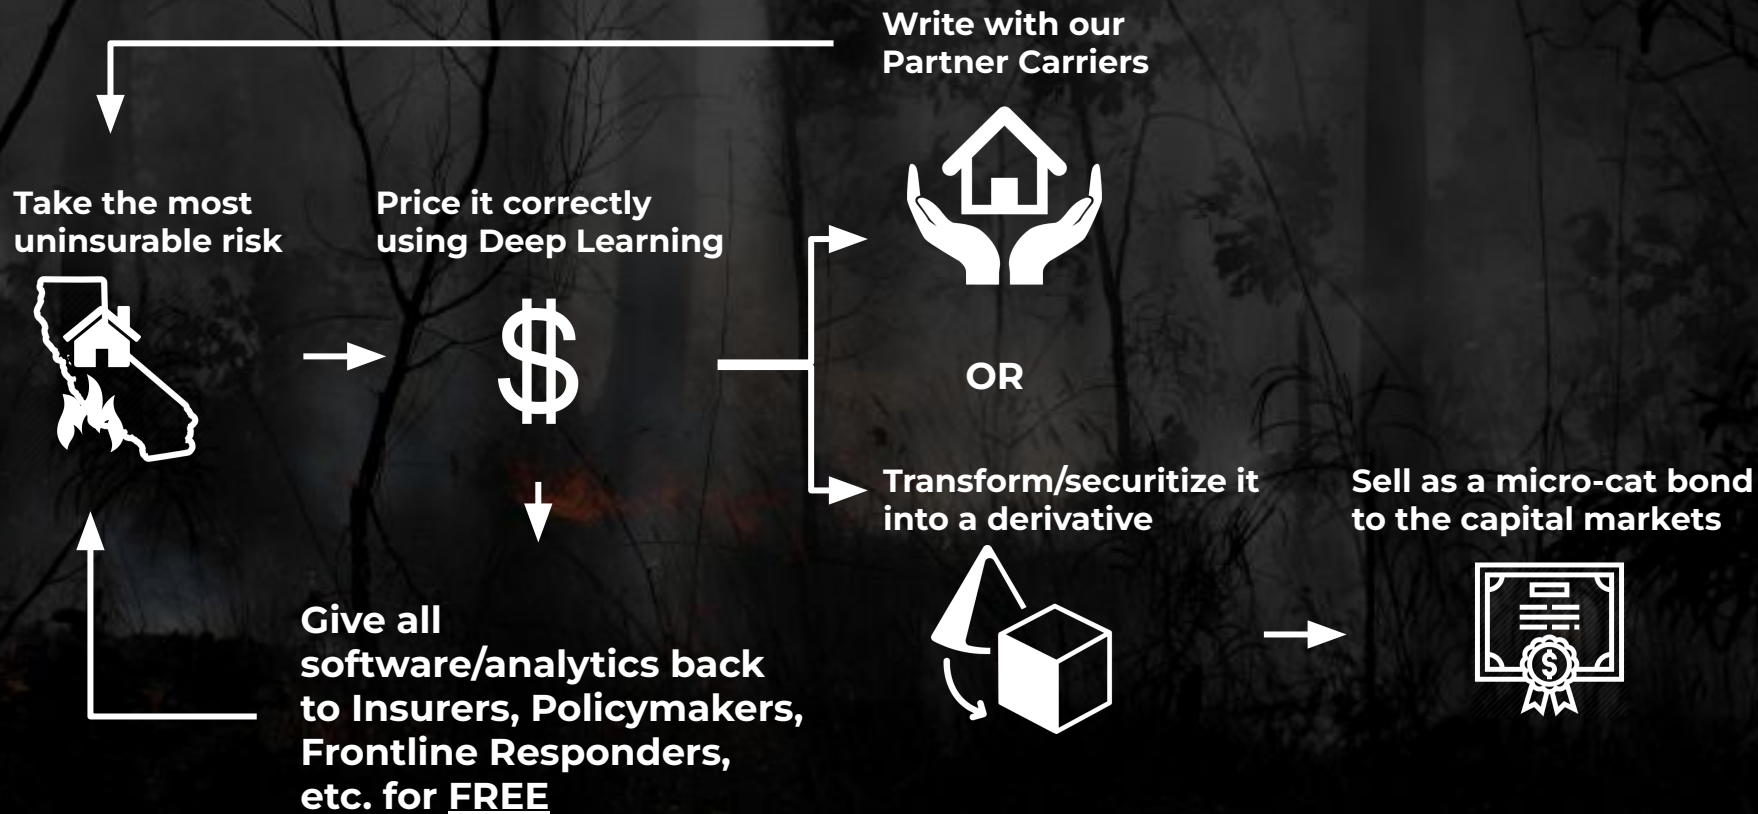 Write with our
Partner Carriers
Take the most
uninsurable risk
Price it correctly
using Deep Learning
$
OR
Transform/securitize it
into a derivative
Sell as a micro-cat bond
to the capital markets
$
Give all
software/analytics back
to Insurers, Policymakers,
Frontline Responders,
etc. for FREE